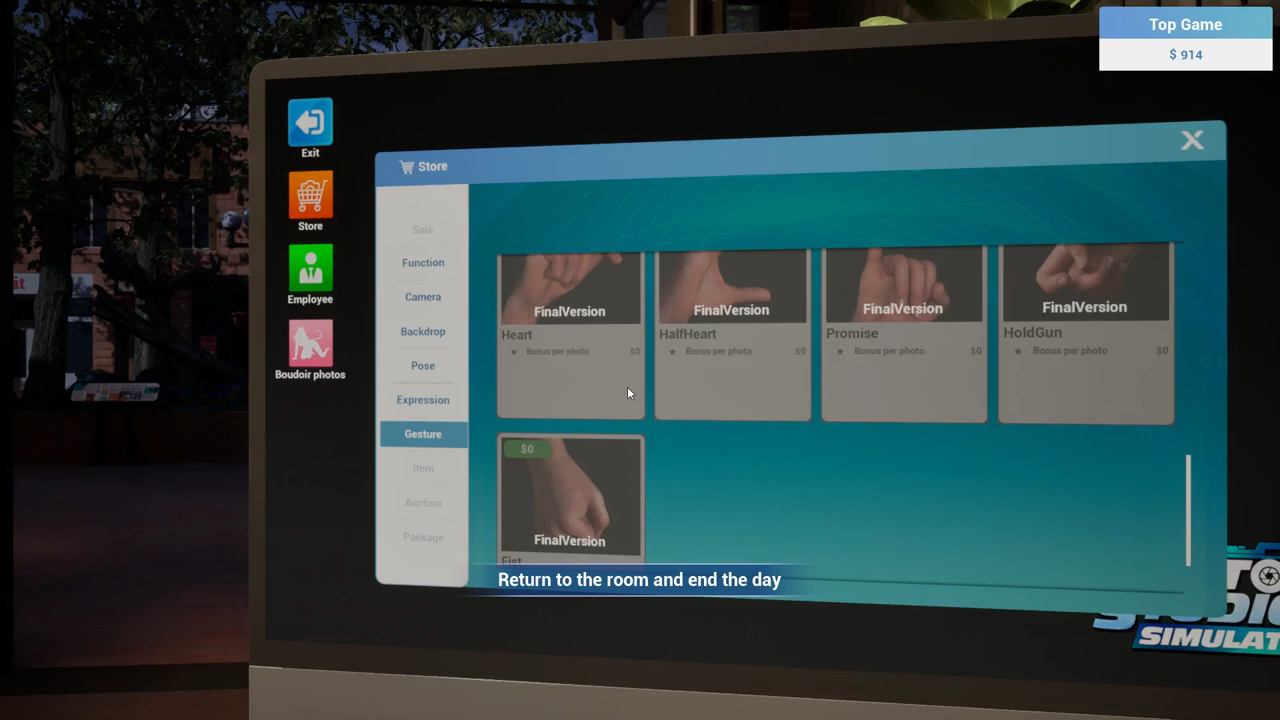 Top Game
$ 914
Exit
Store
Employee
Boudoir photos
Store
X
Sale
Function
Camera
Backdrop
Pose
Expression
Gesture
Item
Auction
Package
FinalVersion
Heart
Bonus per photo $0
FinalVersion
HalfHeart
Bonus per photo $0
FinalVersion
Promise
Bonus per photo $0
FinalVersion
HoldGun
Bonus per photo $0
$0
FinalVersion
Fist
Return to the room and end the day
SIMULAT